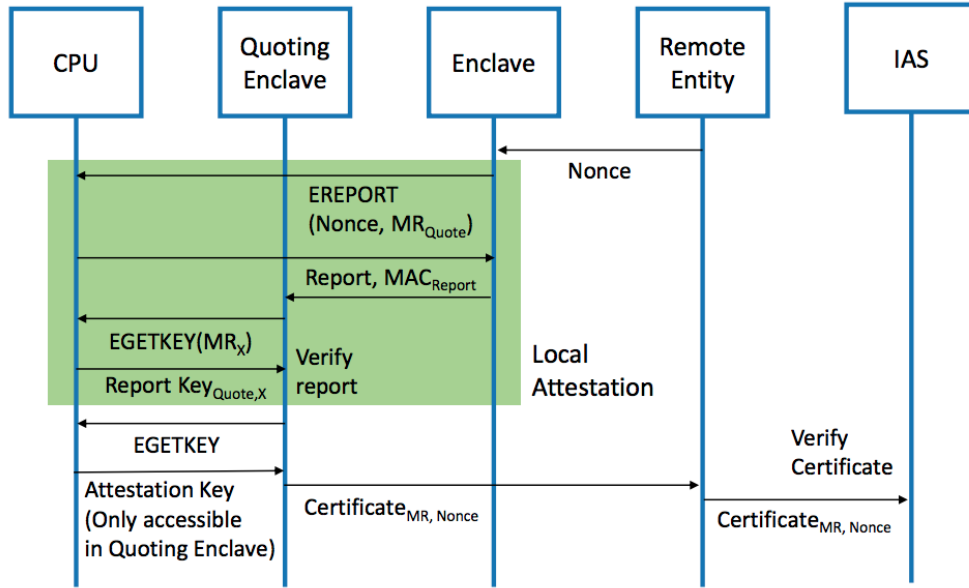 CPU
Quoting
Enclave
Enclave
Remote
Entity
IAS
Nonce
EREPORT
(Nonce, MRQuote)
Report, MACReport
EGETKEY(MRX)
Verify
report
Report KeyQuote,X
Local
Attestation
EGETKEY
Attestation Key
(Only accessible
in Quoting Enclave)
CertificateMR, Nonce
Verify
Certificate
CertificateMR, Nonce